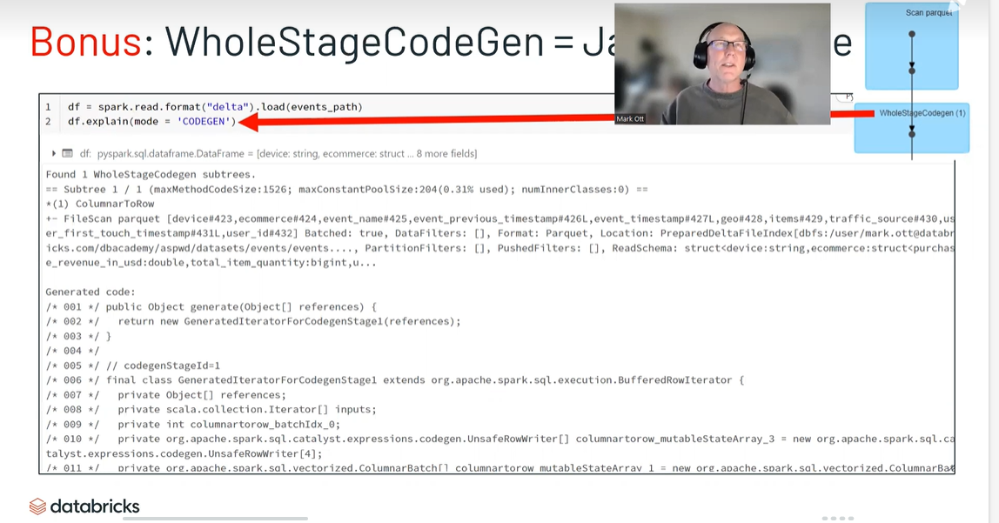 Scan parquet
Bonus: WholeStageCodeGen = Ja e
1 df = spark.read.format("delta").load(events_path)
2 df.explain(mode = 'CODEGEN')
Mark Ott
WholeStageCodegen (1)
df: pyspark.sql.dataframe.DataFrame = [device: string, ecommerce: struct ... 8 more fields]
Found 1 WholeStageCodegen subtrees.
== Subtree 1 / 1 (maxMethodCodeSize:1526; maxConstantPoolSize:204(0.31% used); numInnerClasses:0) ==
*(1) ColumnarToRow
+- FileScan parquet [device#423,ecommerce#424,event_name#425,event_previous_timestamp#426L,event_timestamp#427L,geo#428,items#429,traffic_source#430,us
er_first_touch_timestamp#431L,user_id#432] Batched: true, DataFilters: [], Format: Parquet, Location: PreparedDeltaFileIndex[dbfs:/user/mark.ott@databr
icks.com/dbacademy/aspwd/datasets/events/events...., PartitionFilters: [], PushedFilters: [], ReadSchema: struct<device:string,ecommerce:struct<purchas
e_revenue_in_usd:double,total_item_quantity:bigint,u...
Generated code:
/* 001 */ public Object generate(Object[] references) {
/* 002 */   return new GeneratedIteratorForCodegenStage1(references);
/* 003 */ }
/* 004 */
/* 005 */ // codegenStageId=1
/* 006 */ final class GeneratedIteratorForCodegenStage1 extends org.apache.spark.sql.execution.BufferedRowIterator {
/* 007 */   private Object[] references;
/* 008 */   private scala.collection.Iterator[] inputs;
/* 009 */   private int columnartorow_batchIdx_0;
/* 010 */   private org.apache.spark.sql.catalyst.expressions.codegen.UnsafeRowWriter[] columnartorow_mutableStateArray_3 = new org.apache.spark.sql.ca
talyst.expressions.codegen.UnsafeRowWriter[4];
/* 011 */   private org.apache.spark.sql.vectorized.ColumnarBatch[] columnartorow_mutableStateArray_1 = new org.apache.spark.sql.vectorized.ColumnarBat
databricks